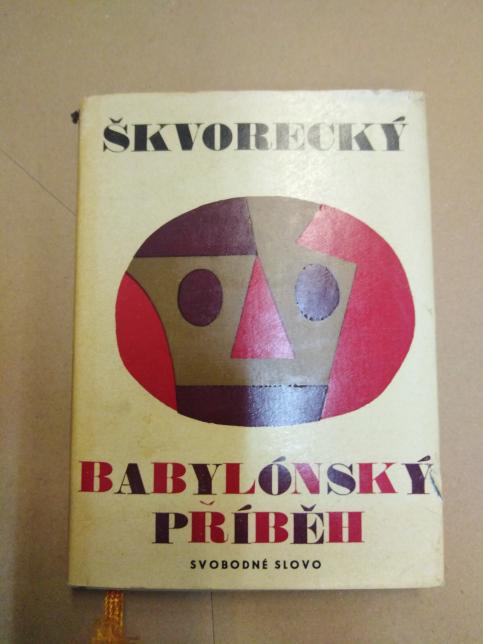 ŠKVORECKÝ
BABYLÓNSKÝ
PŘÍBĚH
SVOBODNÉ SLOVO